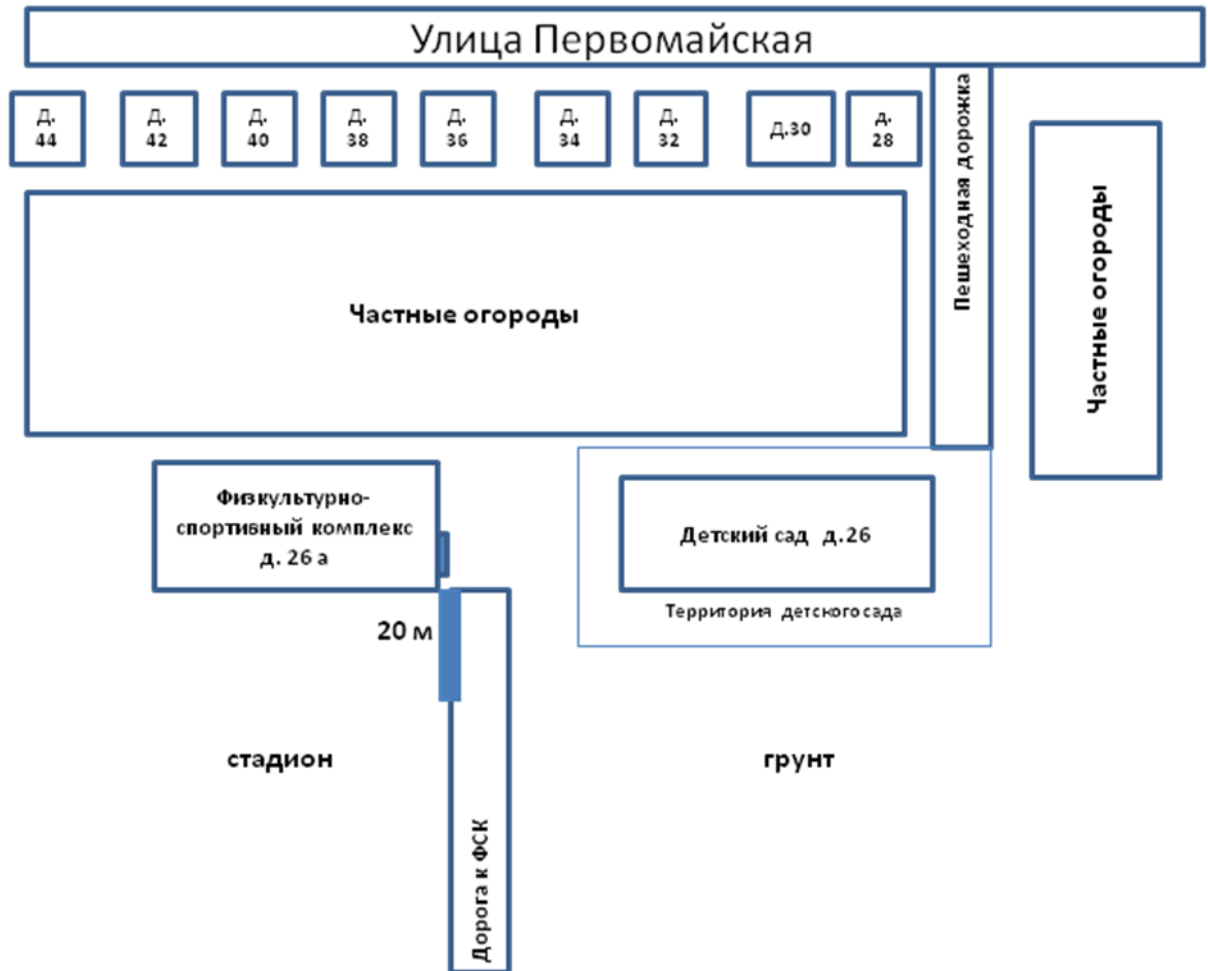 Улица Первомайская
Д.
44
Д.
42
Д.
40
Д.
38
Д.
36
Д.
34
Д.
32
Д.30
д.
28
Пешеходная дорожка
Частные огороды
Частные огороды
Физкультурно-
спортивный комплекс
д. 26 а
Детский сад д.26
Территория детского сада
20 м
стадион
грунт
Дорога к ФСК